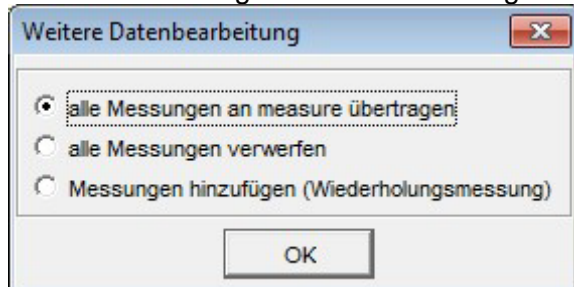 Weitere Datenbearbeitung
alle Messungen an measure übertragen
alle Messungen verwerfen
Messungen hinzufügen (Wiederholungsmessung)
OK